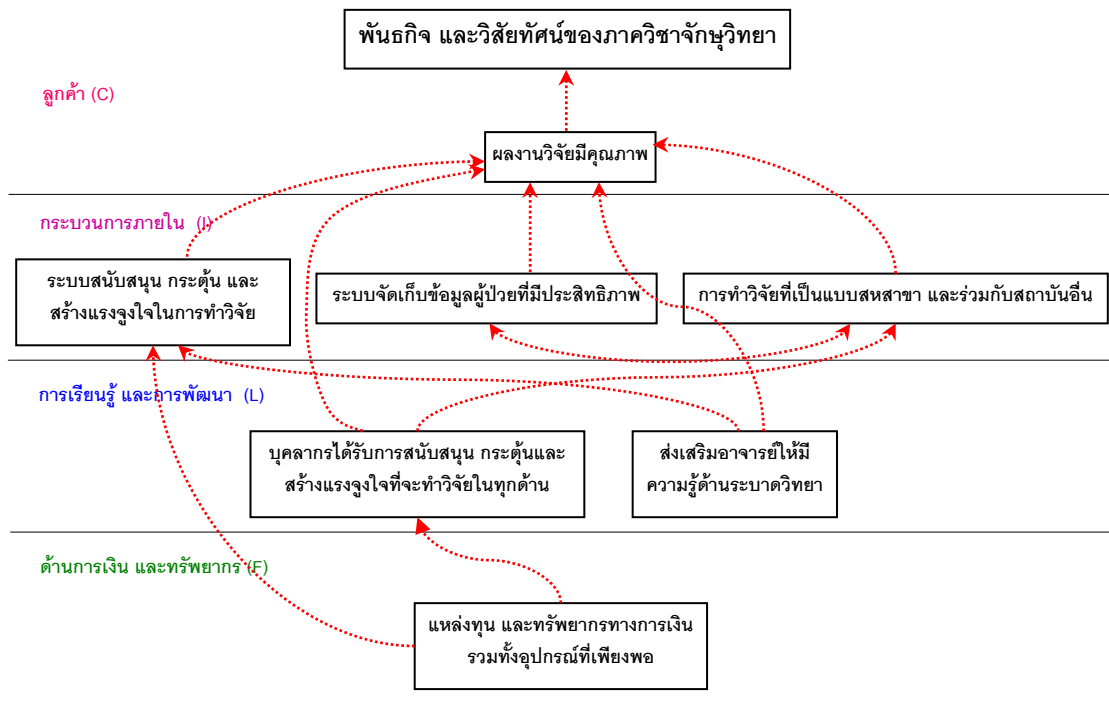 พันธกิจ และวิสัยทัศน์ของภาควิชาจักษุวิทยา
ลูกค้า (C)
ผลงานวิจัยมีคุณภาพ
กระบวนการภายใน (I)
ระบบสนับสนุน กระตุ้น และ
สร้างแรงจูงใจในการทำวิจัย
ระบบจัดเก็บข้อมูลผู้ป่วยที่มีประสิทธิภาพ
การทำวิจัยที่เป็นแบบสหสาขา และร่วมกับสถาบันอื่น
การเรียนรู้ และการพัฒนา (L)
บุคลากรได้รับการสนับสนุน กระตุ้นและ
สร้างแรงจูงใจที่จะทำวิจัยในทุกด้าน
ส่งเสริมอาจารย์ให้มี
ความรู้ด้านระบาดวิทยา
ด้านการเงิน และทรัพยากร (F)
แหล่งทุน และทรัพยากรทางการเงิน
รวมทั้งอุปกรณ์ที่เพียงพอ